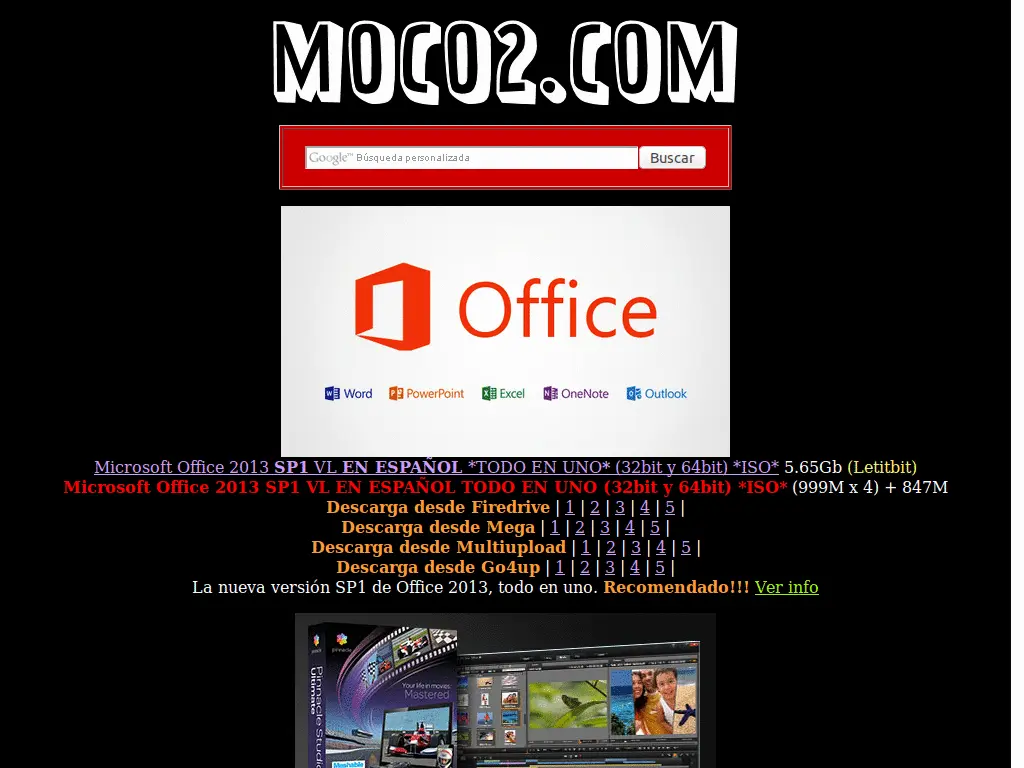 MOCO2.COM
Google™ Búsqueda personalizada Buscar
Office
Word PowerPoint Excel OneNote Outlook
Microsoft Office 2013 SP1 VL EN ESPAÑOL *TODO EN UNO* (32bit y 64bit) *ISO* 5.65Gb (Letitbit)
Microsoft Office 2013 SP1 VL EN ESPAÑOL TODO EN UNO (32bit y 64bit) *ISO* (999M x 4) + 847M
Descarga desde Firedrive | 1 | 2 | 3 | 4 | 5 |
Descarga desde Mega | 1 | 2 | 3 | 4 | 5 |
Descarga desde Multiupload | 1 | 2 | 3 | 4 | 5 |
Descarga desde Go4up | 1 | 2 | 3 | 4 | 5 |
La nueva versión SP1 de Office 2013, todo en uno. Recomendado!!! Ver info
pinnacle
Your life in movies.
Mastered
Pinnacle Studio
Ultimate